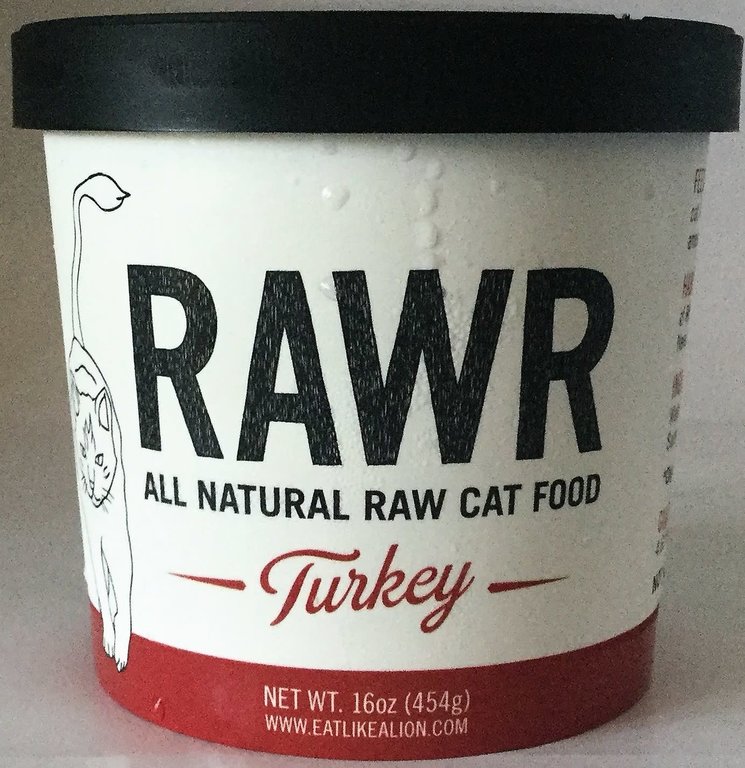 RAWR
ALL NATURAL RAW CAT FOOD
Turkey
NET WT. 16oz (454g)
WWW.EATLIKEALION.COM